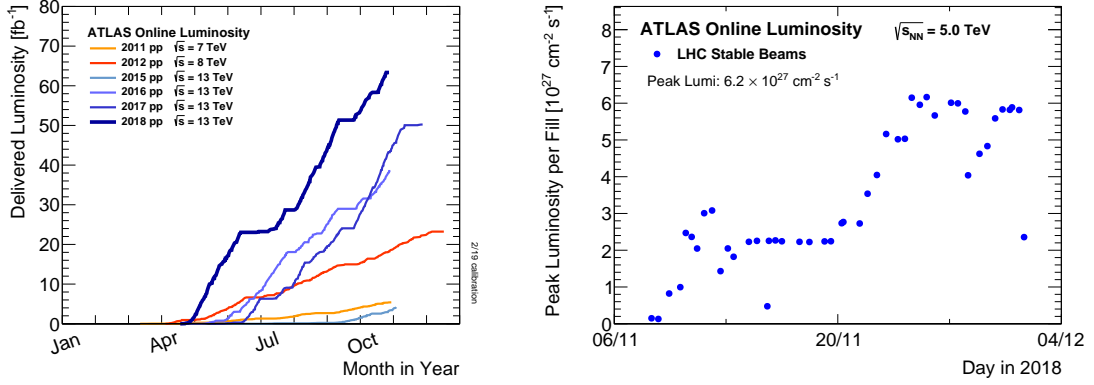 Delivered Luminosity [fb⁻¹]
80
70
60
50
40
30
20
10
0
ATLAS Online Luminosity
2011 pp √s = 7 TeV
2012 pp √s = 8 TeV
2015 pp √s = 13 TeV
2016 pp √s = 13 TeV
2017 pp √s = 13 TeV
2018 pp √s = 13 TeV
2/19 calibration
Jan Apr Jul Oct
Month in Year
Peak Luminosity per Fill [10²⁷ cm⁻² s⁻¹]
8
7
6
5
4
3
2
1
0
ATLAS Online Luminosity √sNN = 5.0 TeV
LHC Stable Beams
Peak Lumi: 6.2 × 10²⁷ cm⁻² s⁻¹
06/11 20/11 04/12
Day in 2018